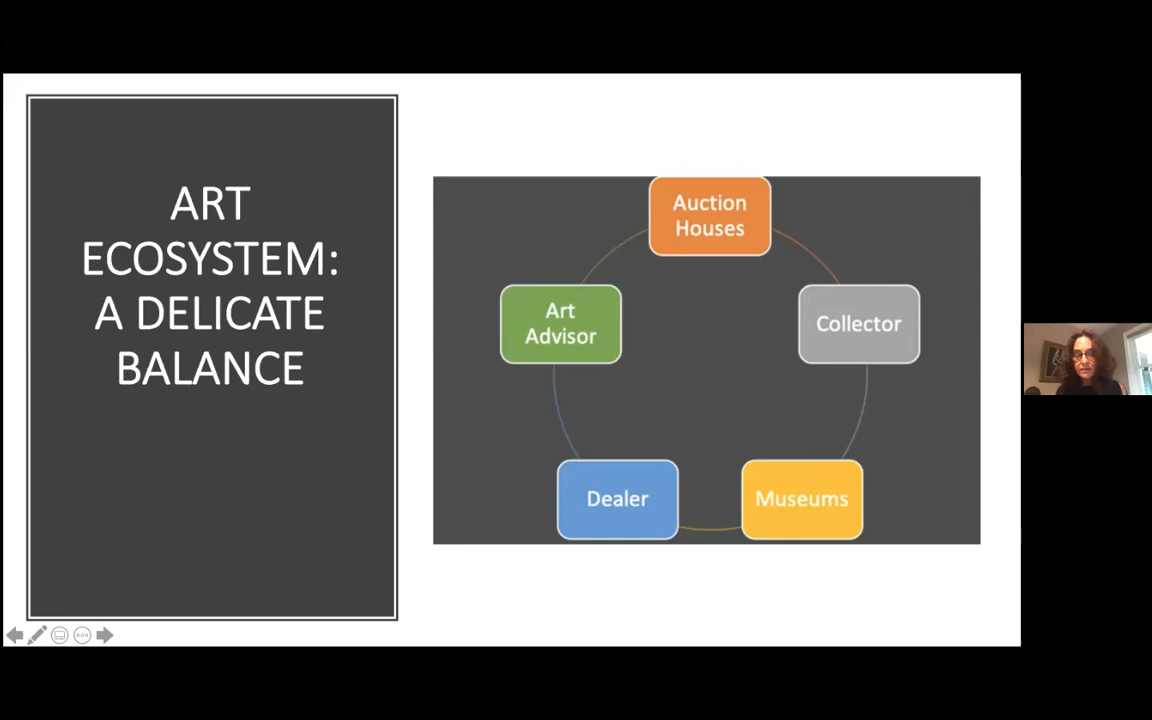 ART
ECOSYSTEM:
A DELICATE
BALANCE
Auction
Houses
Art
Advisor
Collector
Dealer
Museums